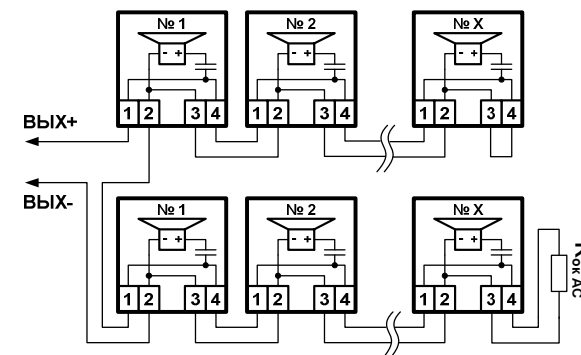 № 1 № 2 № X
- + - + - +
1 2 3 4 1 2 3 4 1 2 3 4
ВЫХ+
ВЫХ-
№ 1 № 2 № X
- + - + - +
1 2 3 4 1 2 3 4 1 2 3 4
Rок АС